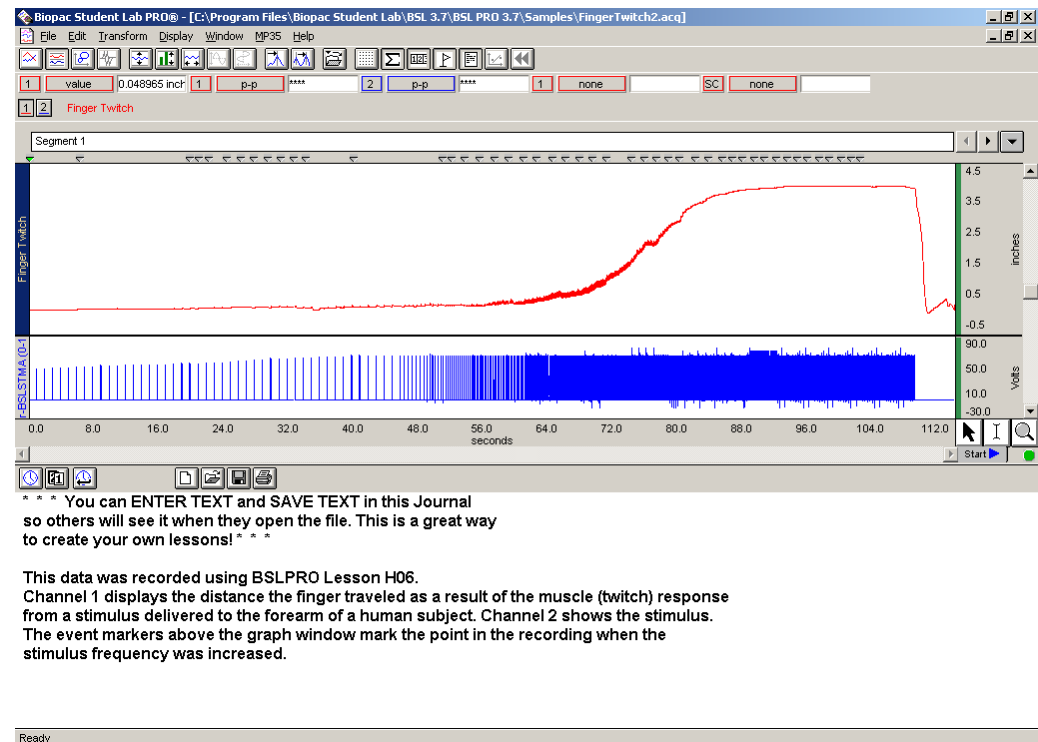 Biopac Student Lab PRO® - [C:\Program Files\Biopac Student Lab\BSL 3.7\BSL PRO 3.7\Samples\FingerTwitch2.acq]
File Edit Transform Display Window MP35 Help
1 value 0.048965 inch 1 p-p **** 2 p-p **** 1 none SC none
1 2 Finger Twitch
Segment 1
Finger Twitch
4.5
3.5
2.5
1.5
0.5
-0.5
inches
r-BSLSTMA (0-1
90.0
50.0
10.0
-30.0
Volts
0.0 8.0 16.0 24.0 32.0 40.0 48.0 56.0 64.0 72.0 80.0 88.0 96.0 104.0 112.0
seconds
Start
* * * You can ENTER TEXT and SAVE TEXT in this Journal
so others will see it when they open the file. This is a great way
to create your own lessons! * * *
This data was recorded using BSLPRO Lesson H06.
Channel 1 displays the distance the finger traveled as a result of the muscle (twitch) response
from a stimulus delivered to the forearm of a human subject. Channel 2 shows the stimulus.
The event markers above the graph window mark the point in the recording when the
stimulus frequency was increased.
Ready